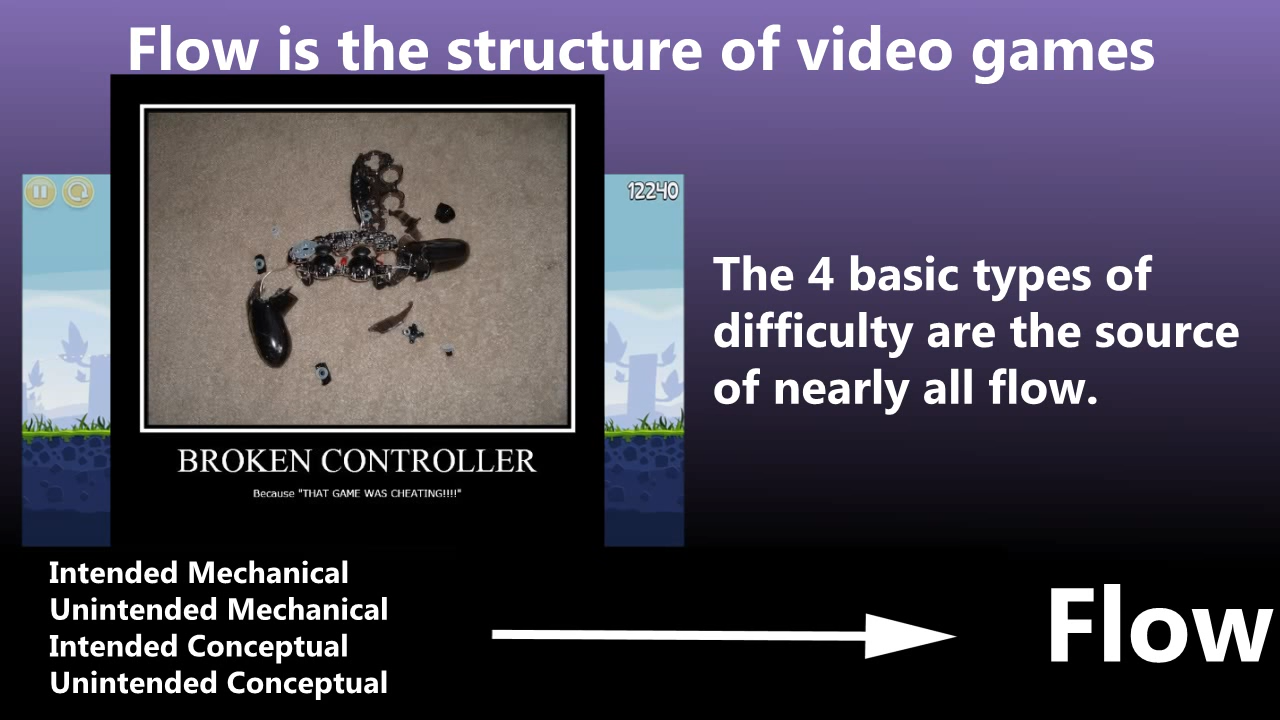 Flow is the structure of video games
12240
BROKEN CONTROLLER
Because "THAT GAME WAS CHEATING!!!!"
The 4 basic types of
difficulty are the source
of nearly all flow.
Intended Mechanical
Unintended Mechanical
Intended Conceptual
Unintended Conceptual
Flow